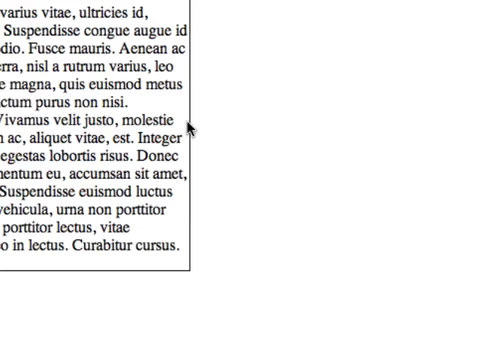 varius vitae, ultricies id,
Suspendisse congue augue id
dio. Fusce mauris. Aenean ac
rra, nisl a rutrum varius, leo
e magna, quis euismod metus
ctum purus non nisi.
Vivamus velit justo, molestie
n ac, aliquet vitae, est. Integer
egestas lobortis risus. Donec
mentum eu, accumsan sit amet,
Suspendisse euismod luctus
vehicula, urna non porttitor
porttitor lectus, vitae
o in lectus. Curabitur cursus.